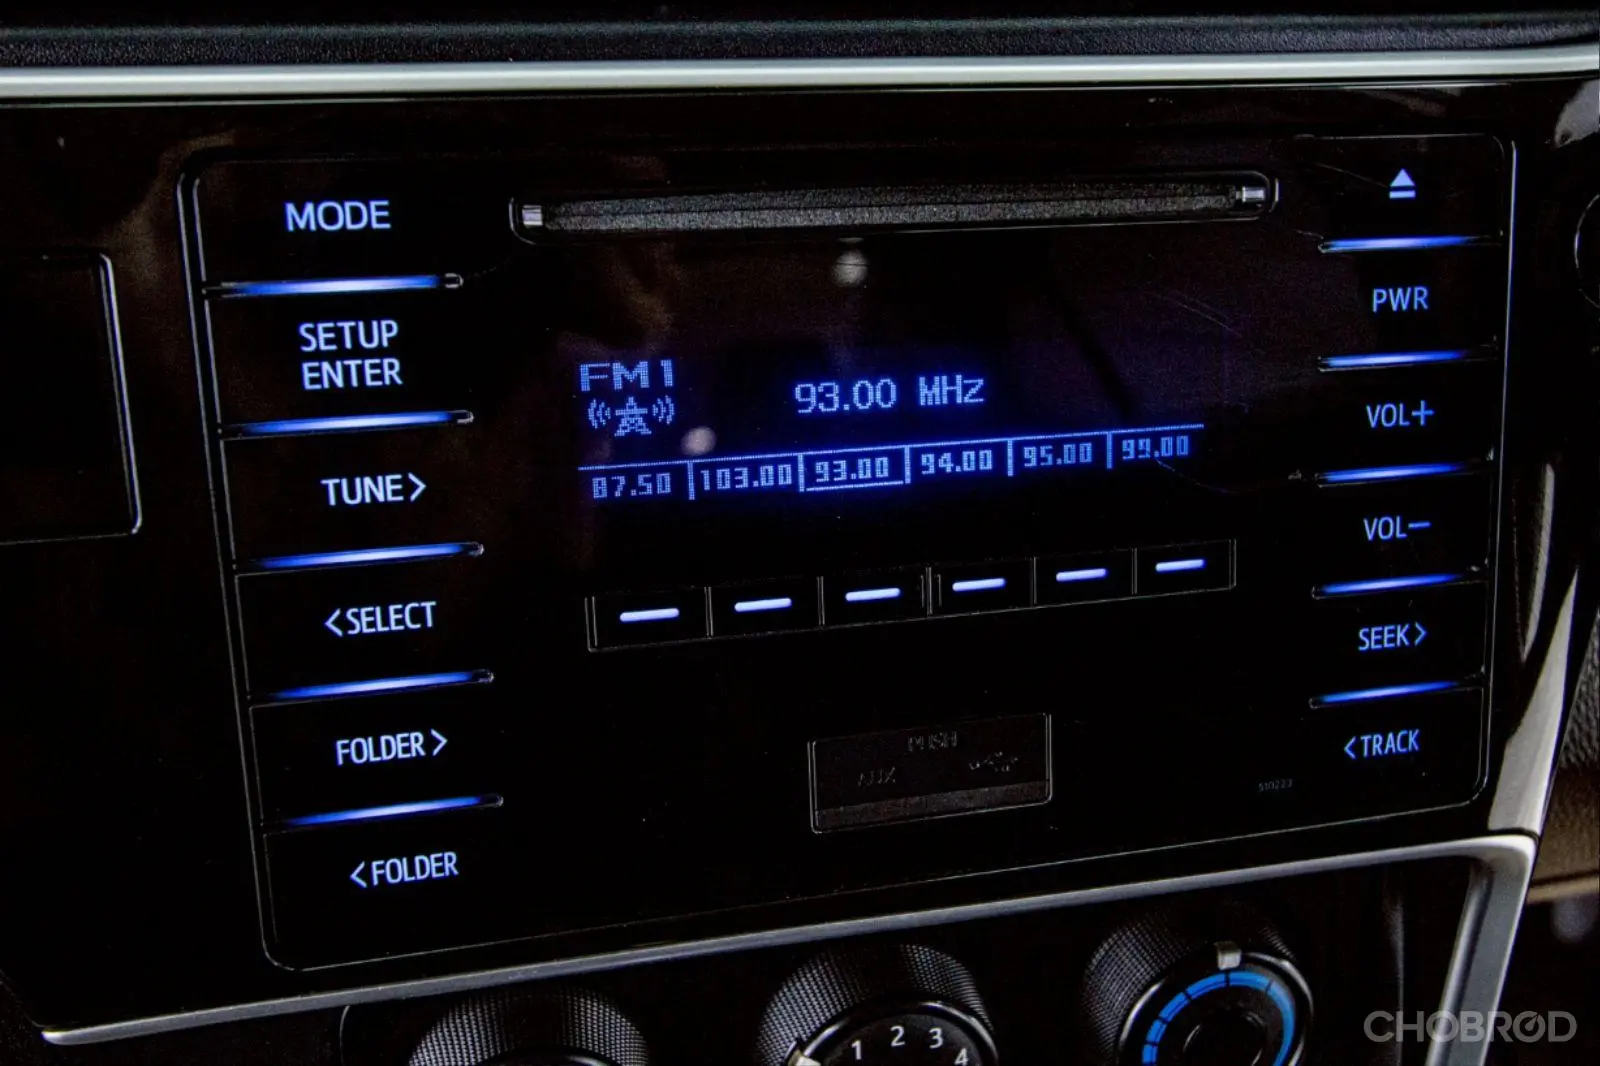 MODE
SETUP
ENTER
TUNE>
<SELECT
FOLDER>
<FOLDER
FM1
93.00 MHz
87.50 103.00 93.00 94.00 95.00 99.00
PUSH
AUX
PWR
VOL+
VOL-
SEEK>
<TRACK
510223
1 2 3 4
CHOBROD